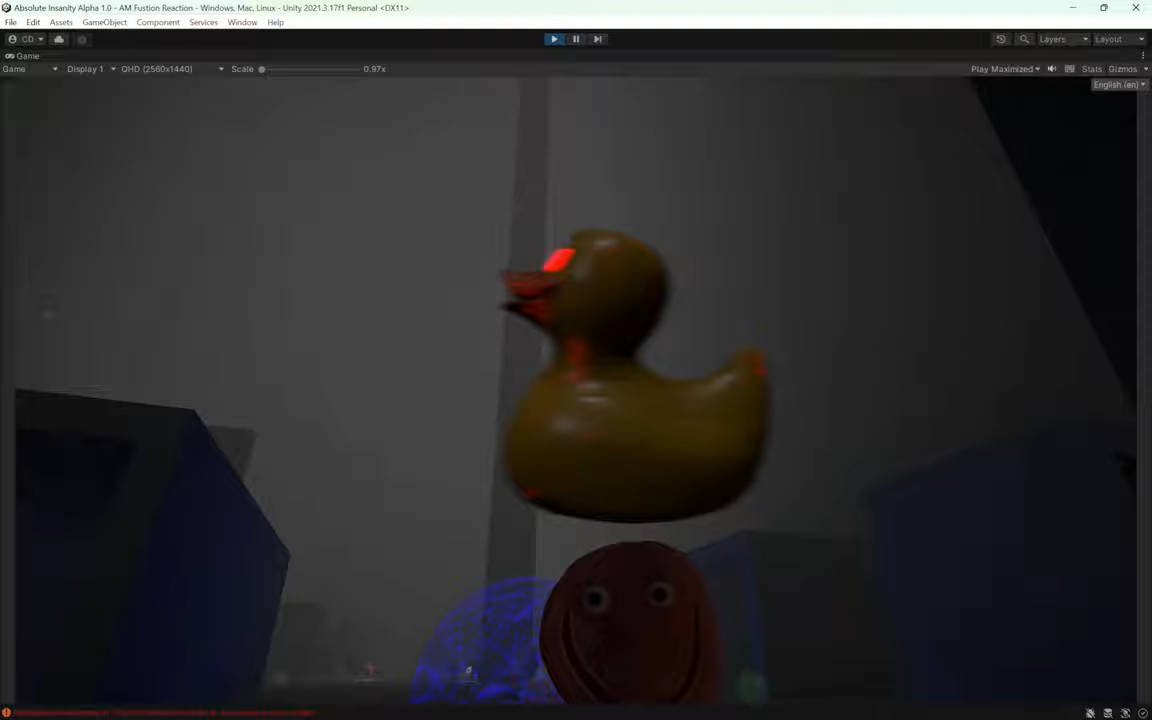 Absolute Insanity Alpha 1.0 - AM Fustion Reaction - Windows, Mac, Linux - Unity 2021.3.17f1 Personal <DX11>
File Edit Assets GameObject Component Services Window Help
CD Layers Layout
Game
Game Display 1 QHD (2560x1440) Scale 0.97x Play Maximized Stats Gizmos
English (en)